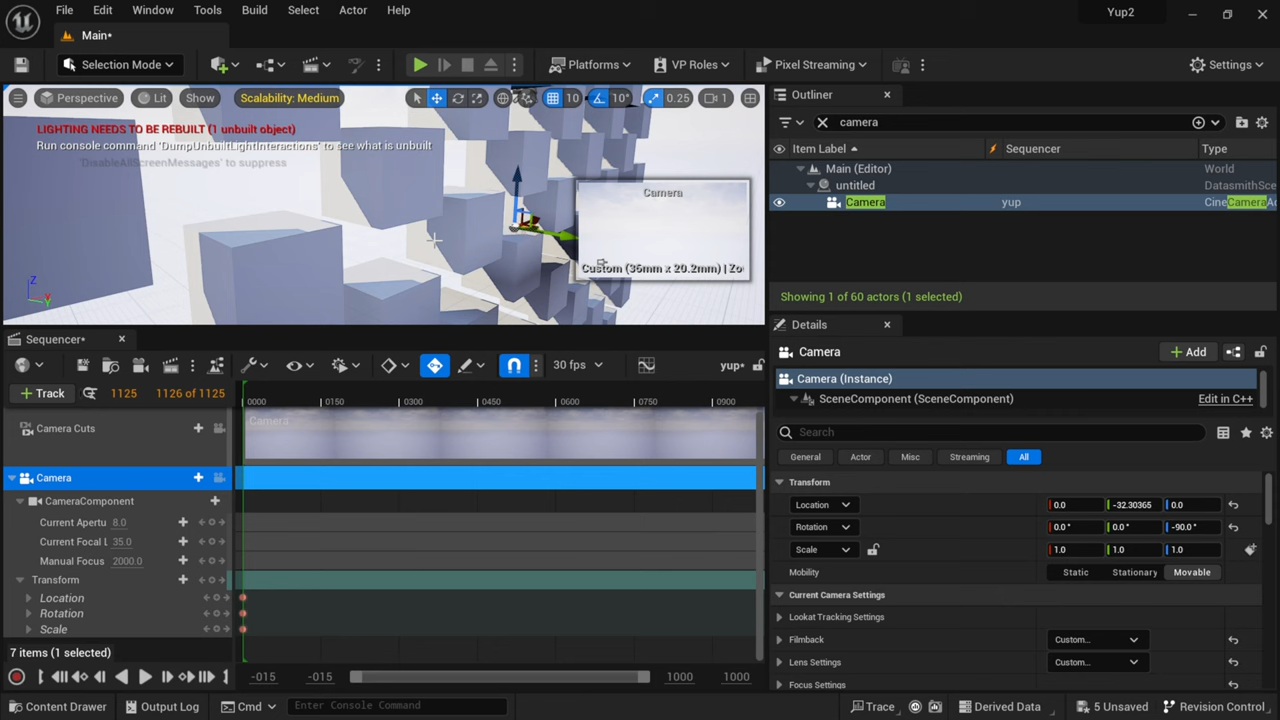 File Edit Window Tools Build Select Actor Help Yup2
Main*
Selection Mode Platforms VP Roles Pixel Streaming Settings
Perspective Lit Show Scalability: Medium 10 10° 0.25 1
LIGHTING NEEDS TO BE REBUILT (1 unbuilt object)
Run console command 'DumpUnbuiltLightInteractions' to see what is unbuilt
'DisableAllScreenMessages' to suppress
Camera
Custom (36mm x 20.2mm) | Zo
Z
Y
Outliner
camera
Item Label Sequencer Type
Main (Editor) World
untitled DatasmithSce
Camera yup CineCameraAc
Showing 1 of 60 actors (1 selected)
Sequencer*
30 fps yup*
Track 1125 1126 of 1125
0000 0150 0300 0450 0600 0750 0900
Camera Cuts Camera
Camera
CameraComponent
Current Apertu 8.0
Current Focal L 35.0
Manual Focus 2000.0
Transform
Location
Rotation
Scale
7 items (1 selected)
-015 -015 1000 1000
Details
Camera Add
Camera (Instance)
SceneComponent (SceneComponent) Edit in C++
Search
General Actor Misc Streaming All
Transform
Location 0.0 -32.30365 0.0
Rotation 0.0 ° 0.0 ° -90.0 °
Scale 1.0 1.0 1.0
Mobility Static Stationary Movable
Current Camera Settings
Lookat Tracking Settings
Filmback Custom...
Lens Settings Custom...
Focus Settings
Content Drawer Output Log Cmd Enter Console Command Trace Derived Data 5 Unsaved Revision Control